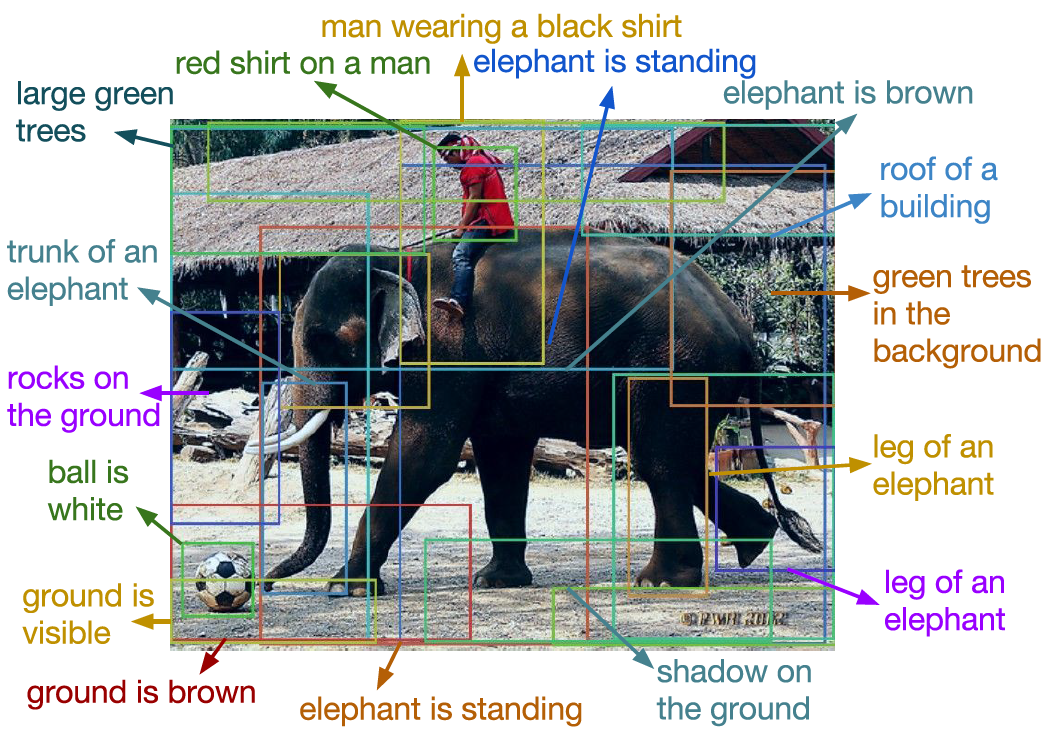 man wearing a black shirt
red shirt on a man
elephant is standing
elephant is brown
large green
trees
roof of a
building
trunk of an
elephant
green trees
in the
background
rocks on
the ground
leg of an
elephant
ball is
white
leg of an
elephant
ground is
visible
shadow on
the ground
ground is brown
elephant is standing